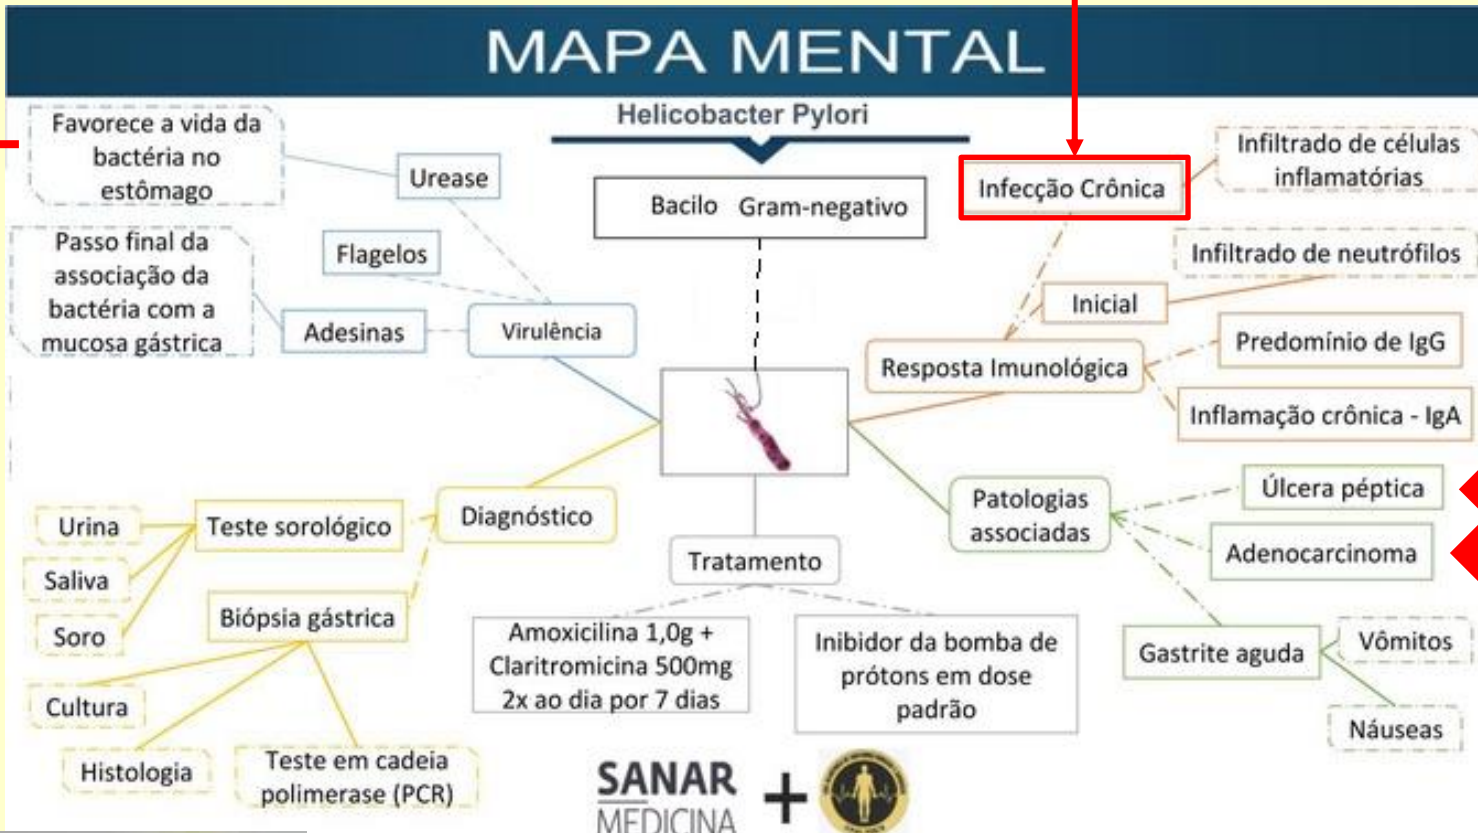 MAPA MENTAL
Helicobacter Pylori
Bacilo Gram-negativo
Favorece a vida da
bactéria no
estômago
Urease
Flagelos
Passo final da
associação da
bactéria com a
mucosa gástrica
Adesinas
Virulência
Infecção Crônica
Infiltrado de células
inflamatórias
Infiltrado de neutrófilos
Inicial
Resposta Imunológica
Predomínio de IgG
Inflamação crônica - IgA
Diagnóstico
Teste sorológico
Urina
Saliva
Soro
Biópsia gástrica
Cultura
Histologia
Teste em cadeia
polimerase (PCR)
Tratamento
Amoxicilina 1,0g +
Claritromicina 500mg
2x ao dia por 7 dias
Inibidor da bomba de
prótons em dose
padrão
Patologias
associadas
Úlcera péptica
Adenocarcinoma
Gastrite aguda
Vômitos
Náuseas
SANAR
MEDICINA
+